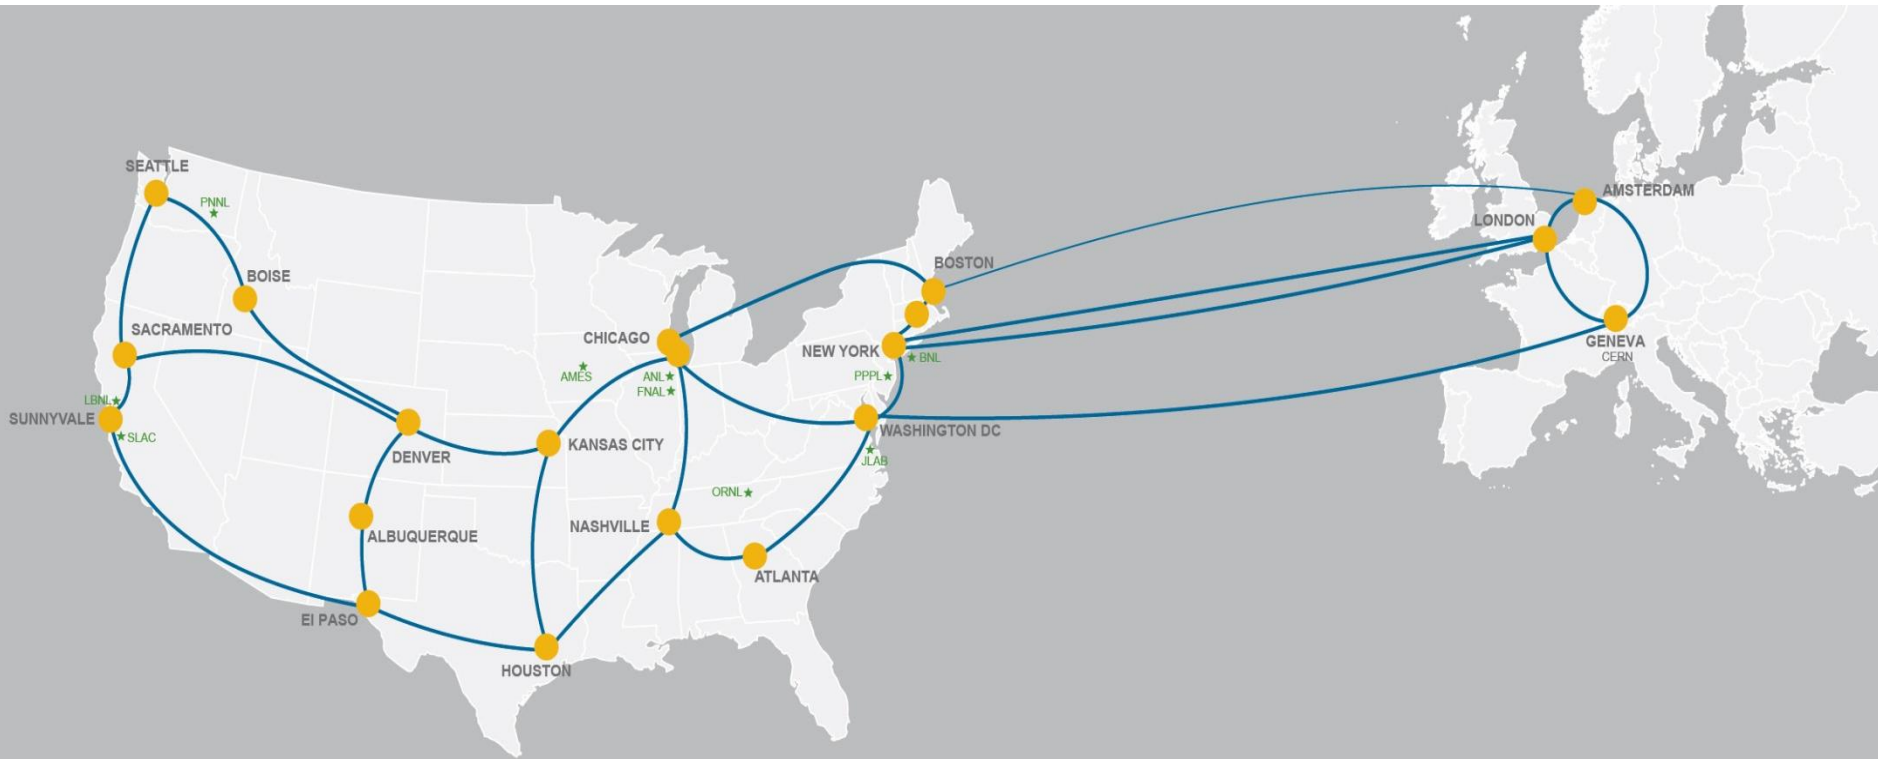 SEATTLE
PNNL
AMSTERDAM
LONDON
BOSTON
BOISE
SACRAMENTO
CHICAGO
NEW YORK
BNL
GENEVA
CERN
AMES
ANL
PPPL
FNAL
LBNL
SUNNYVALE
SLAC
WASHINGTON DC
KANSAS CITY
DENVER
JLAB
ORNL
NASHVILLE
ALBUQUERQUE
ATLANTA
El PASO
HOUSTON